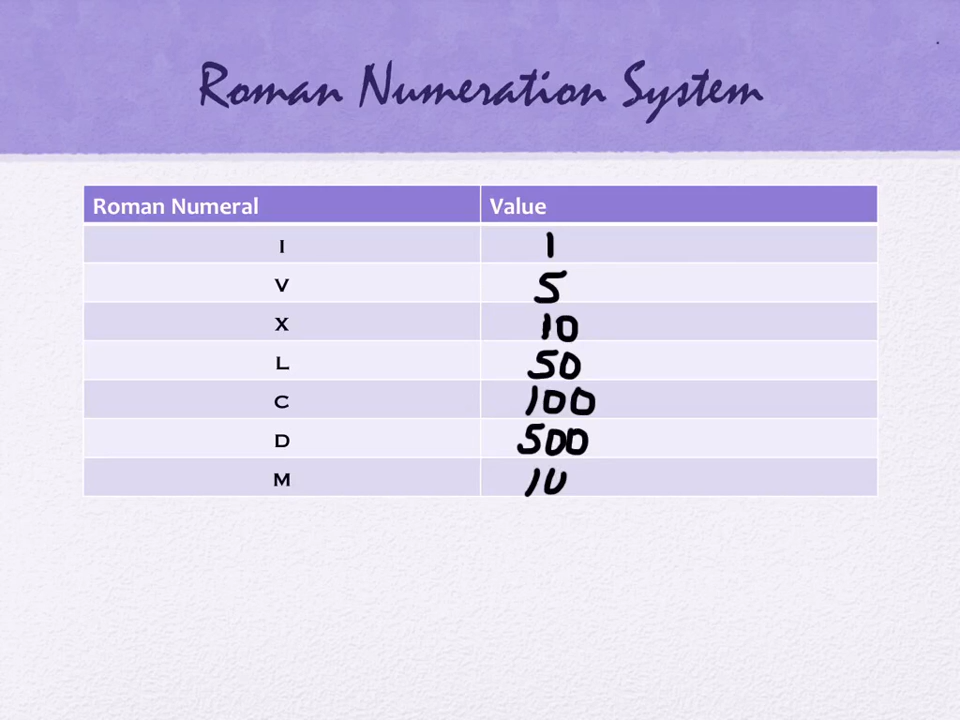 Roman Numeration System
Roman Numeral Value
I 1
V 5
X 10
L 50
C 100
D 500
M 10